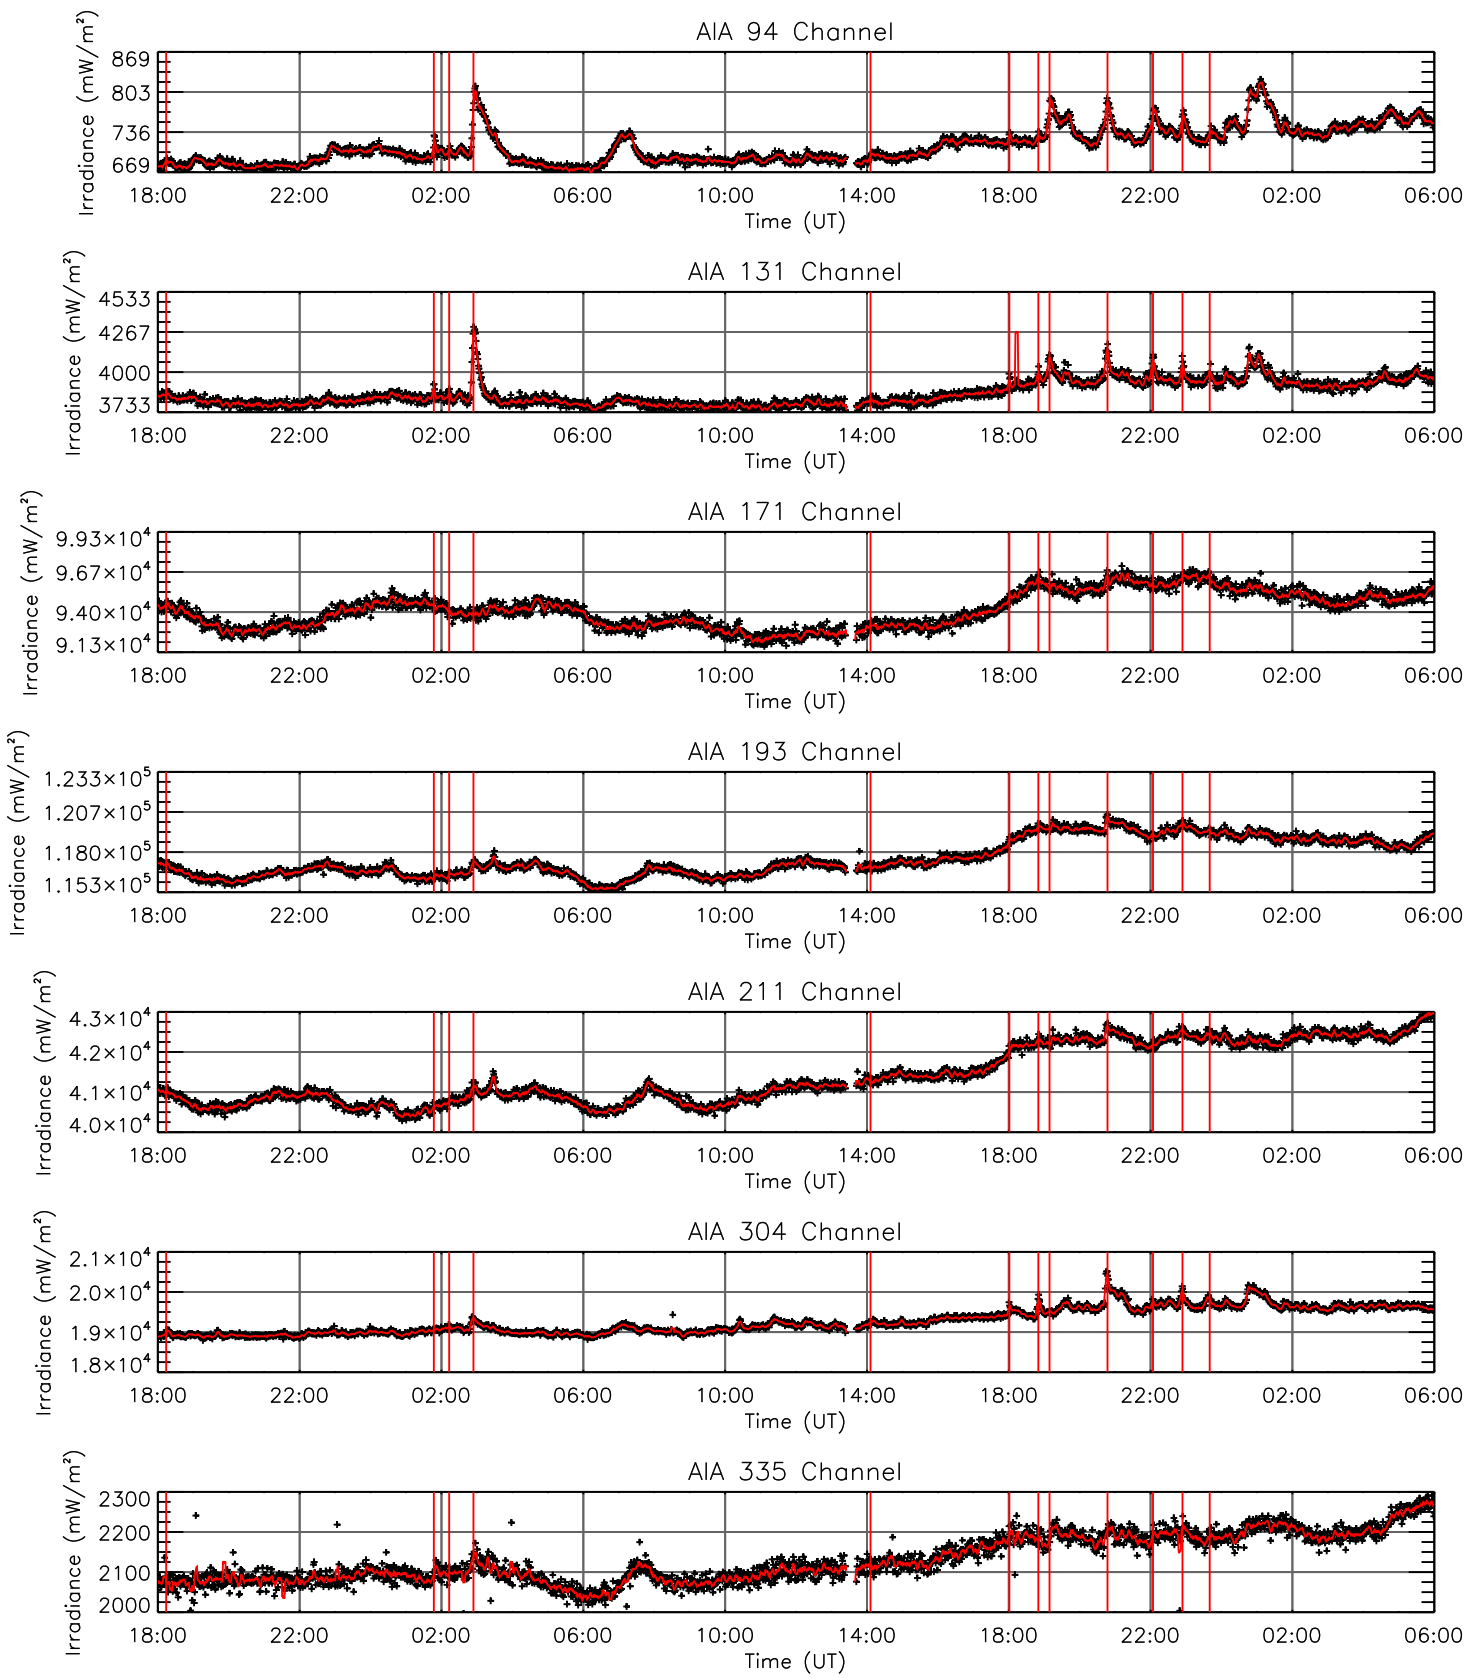 AIA 94 Channel
Irradiance (mW/m²)
869
803
736
669
18:00 22:00 02:00 06:00 10:00 14:00 18:00 22:00 02:00 06:00
Time (UT)
AIA 131 Channel
Irradiance (mW/m²)
4533
4267
4000
3733
18:00 22:00 02:00 06:00 10:00 14:00 18:00 22:00 02:00 06:00
Time (UT)
AIA 171 Channel
Irradiance (mW/m²)
9.93×10⁴
9.67×10⁴
9.40×10⁴
9.13×10⁴
18:00 22:00 02:00 06:00 10:00 14:00 18:00 22:00 02:00 06:00
Time (UT)
AIA 193 Channel
Irradiance (mW/m²)
1.233×10⁵
1.207×10⁵
1.180×10⁵
1.153×10⁵
18:00 22:00 02:00 06:00 10:00 14:00 18:00 22:00 02:00 06:00
Time (UT)
AIA 211 Channel
Irradiance (mW/m²)
4.3×10⁴
4.2×10⁴
4.1×10⁴
4.0×10⁴
18:00 22:00 02:00 06:00 10:00 14:00 18:00 22:00 02:00 06:00
Time (UT)
AIA 304 Channel
Irradiance (mW/m²)
2.1×10⁴
2.0×10⁴
1.9×10⁴
1.8×10⁴
18:00 22:00 02:00 06:00 10:00 14:00 18:00 22:00 02:00 06:00
Time (UT)
AIA 335 Channel
Irradiance (mW/m²)
2300
2200
2100
2000
18:00 22:00 02:00 06:00 10:00 14:00 18:00 22:00 02:00 06:00
Time (UT)